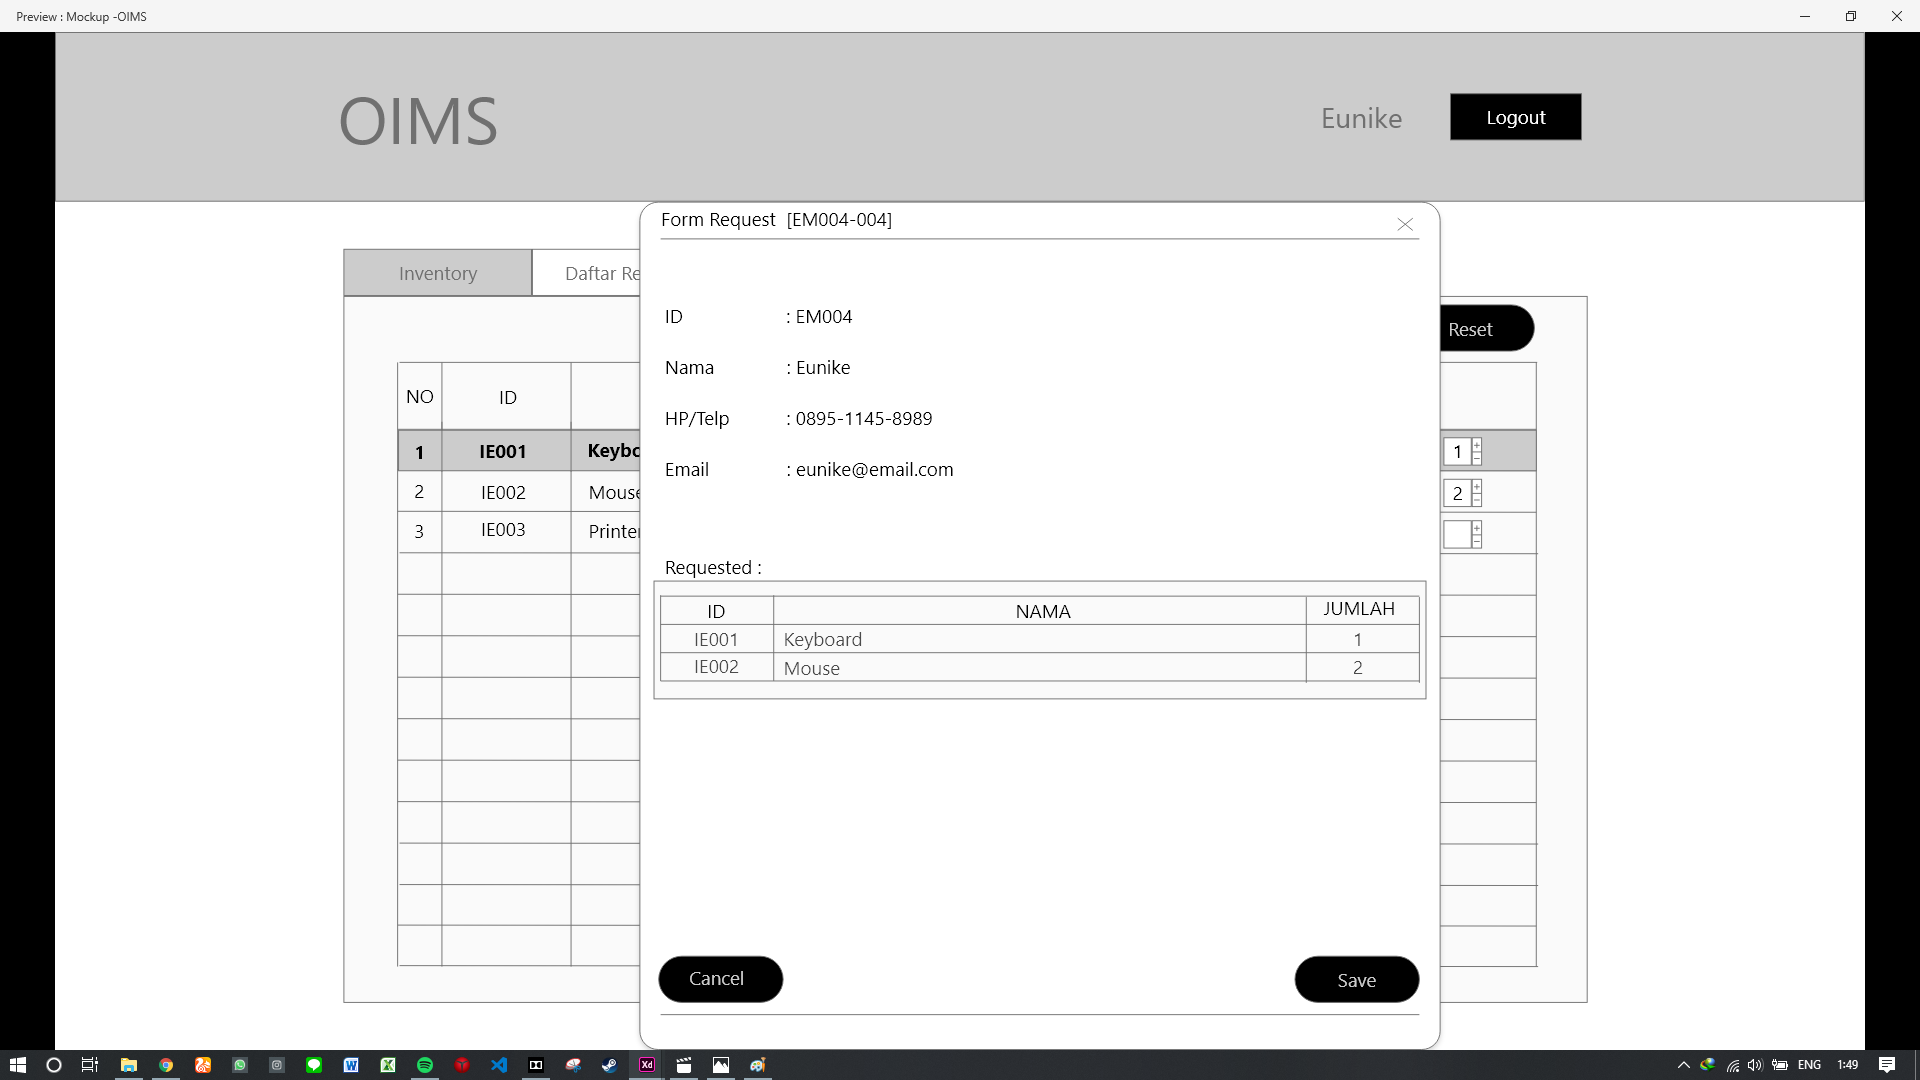 Preview : Mockup -OIMS
OIMS
Eunike
Logout
Form Request [EM004-004]
Inventory
Daftar Re
ID : EM004
Nama : Eunike
HP/Telp : 0895-1145-8989
Email : eunike@email.com
Reset
NO ID
1 IE001 Keybo 1
2 IE002 Mouse 2
3 IE003 Printer
Requested :
ID NAMA JUMLAH
IE001 Keyboard 1
IE002 Mouse 2
Cancel
Save
ENG 1:49